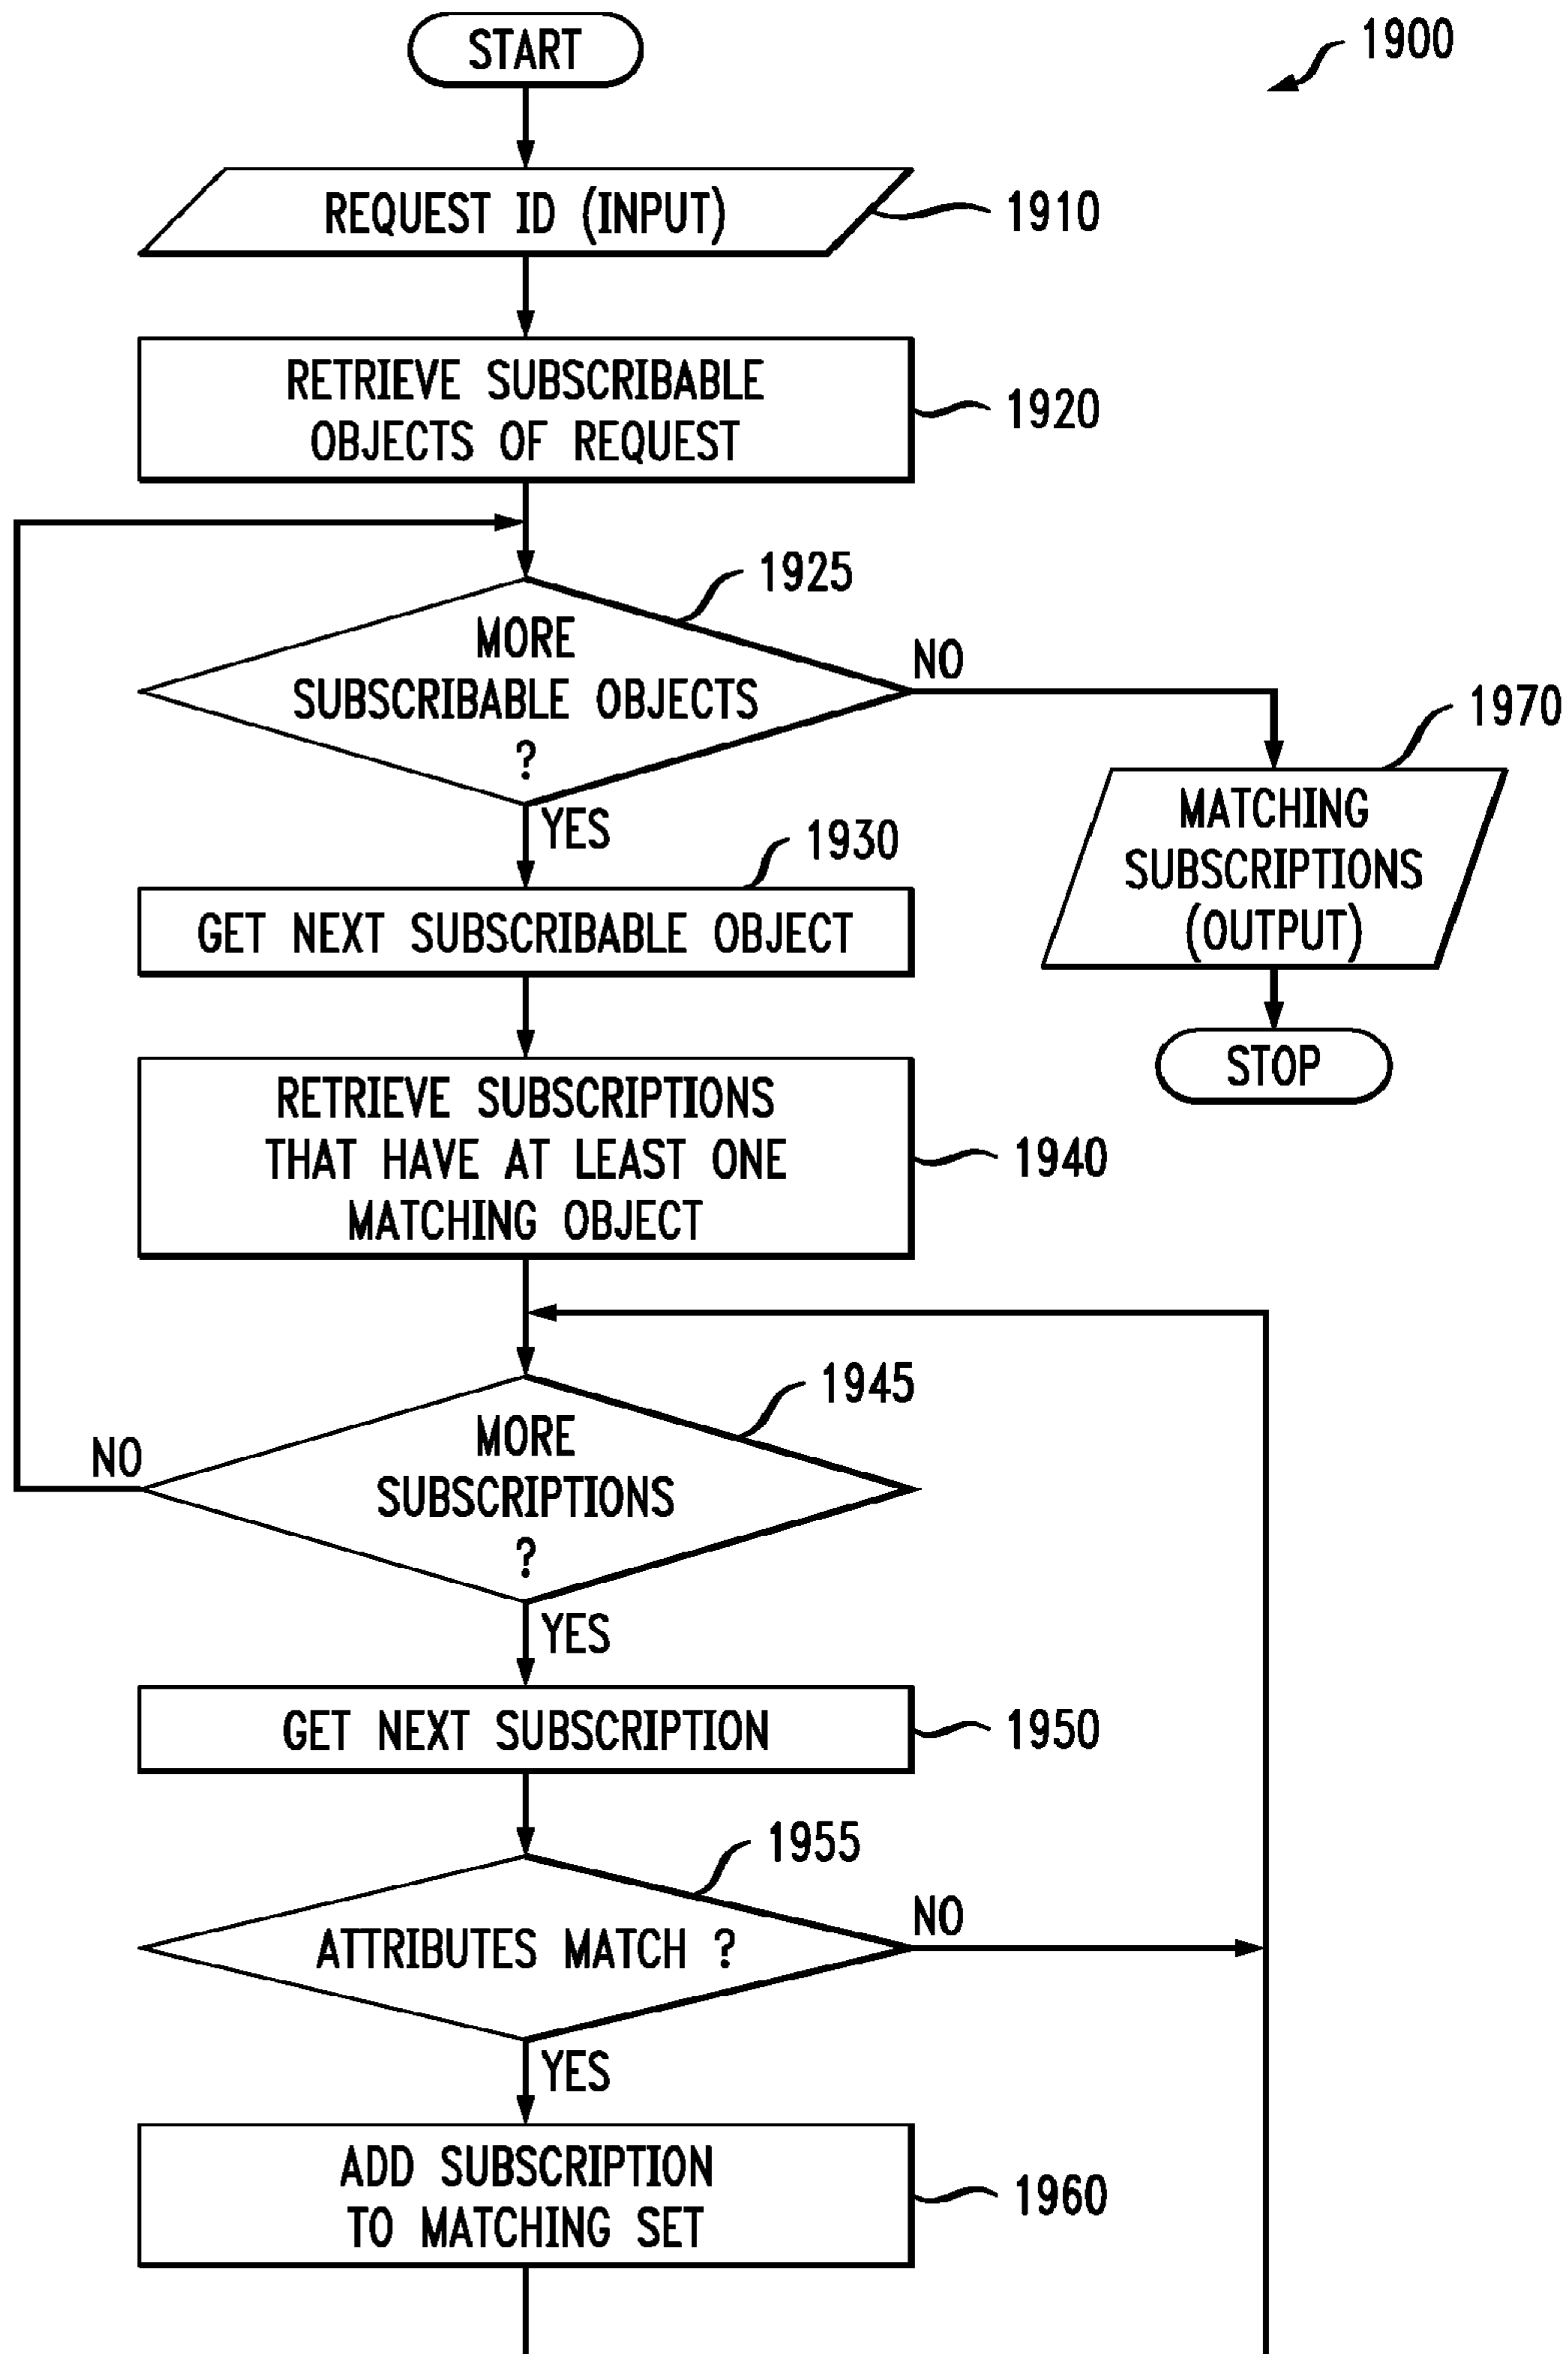 START
1900
REQUEST ID (INPUT)
1910
RETRIEVE SUBSCRIBABLE
OBJECTS OF REQUEST
1920
1925
MORE
SUBSCRIBABLE OBJECTS
?
NO
YES
1970
MATCHING
SUBSCRIPTIONS
(OUTPUT)
STOP
1930
GET NEXT SUBSCRIBABLE OBJECT
RETRIEVE SUBSCRIPTIONS
THAT HAVE AT LEAST ONE
MATCHING OBJECT
1940
1945
MORE
SUBSCRIPTIONS
?
NO
YES
GET NEXT SUBSCRIPTION
1950
1955
ATTRIBUTES MATCH ?
NO
YES
ADD SUBSCRIPTION
TO MATCHING SET
1960